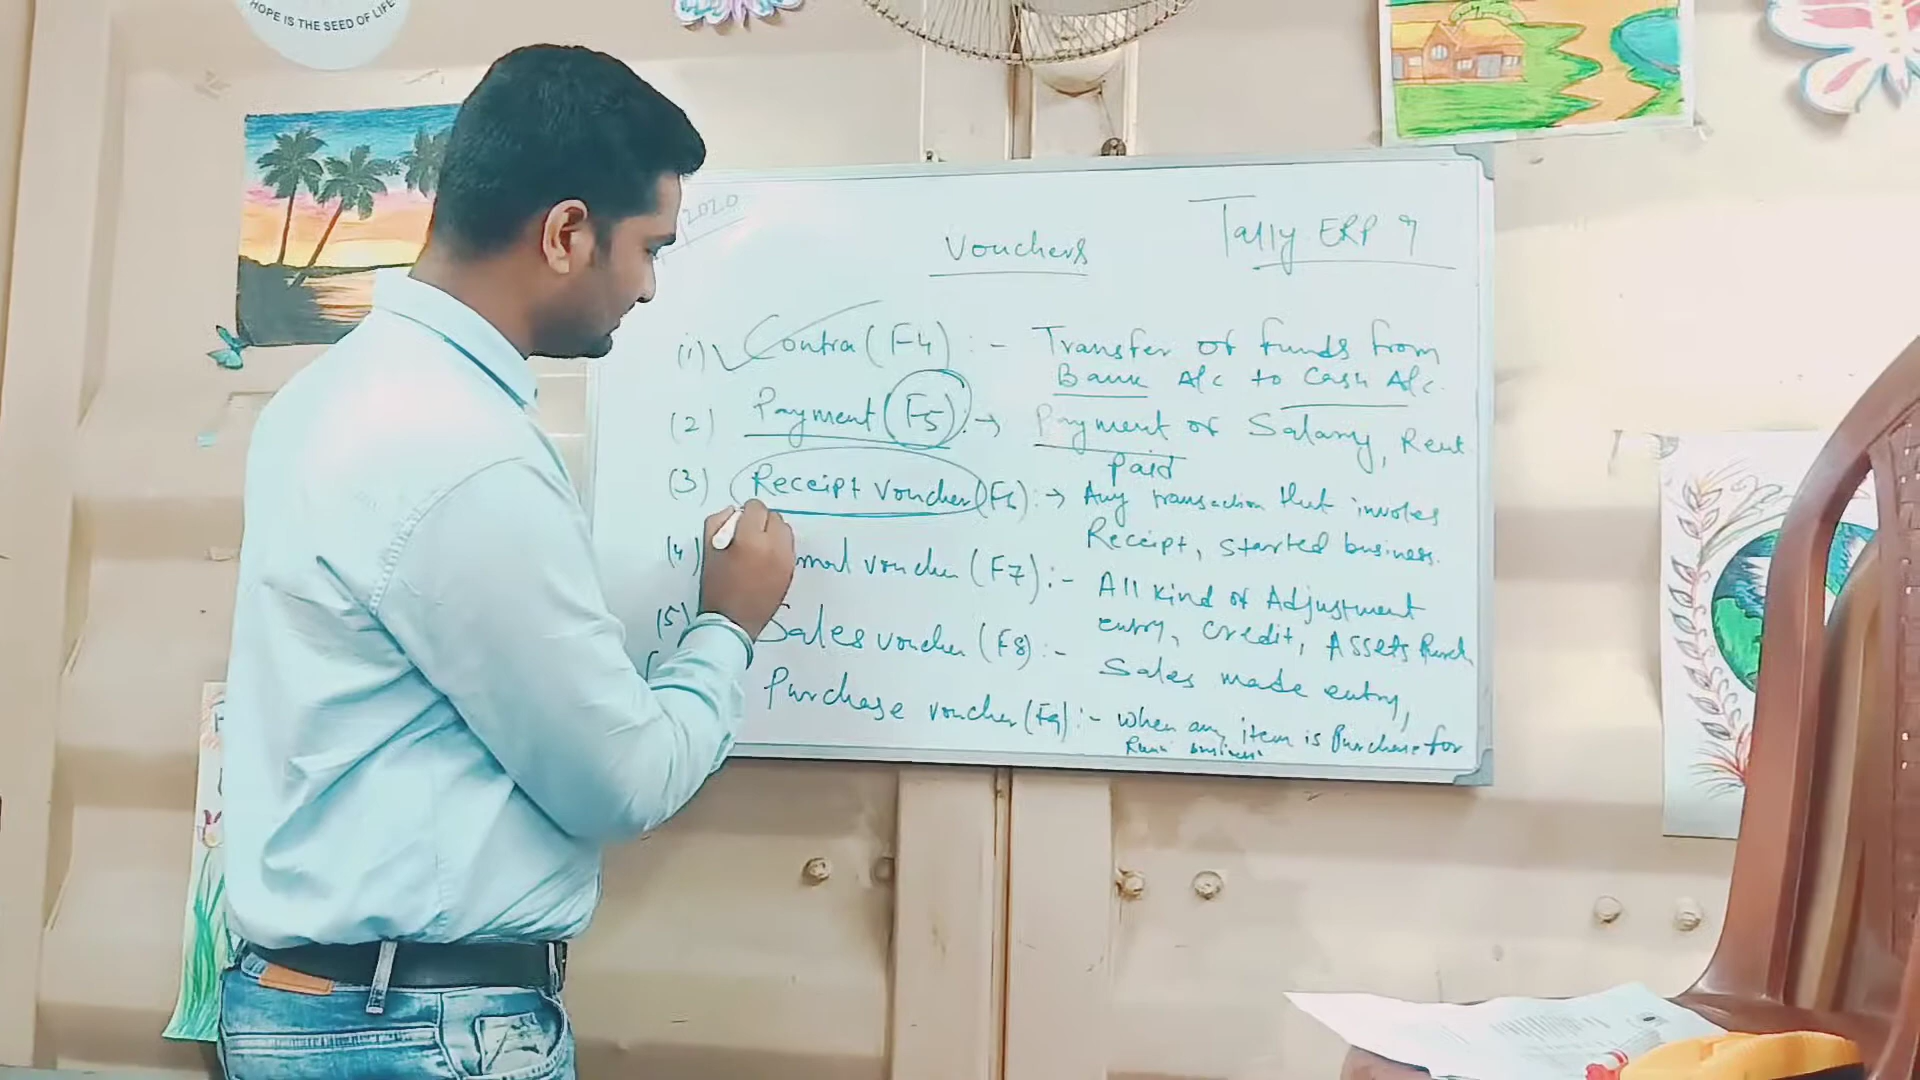 HOPE IS THE SEED OF LIFE
2020
Vouchers
Tally ERP 9
(1) Contra (F4) :- Transfer of funds from
Bank A/c to Cash A/c.
(2) Payment (F5) :→ Payment of Salary, Rent
Paid
(3) Receipt Voucher (F6) :→ Any transaction that involes
Receipt, started business.
(4) voucher (F7) :- All kind of Adjustment
entry, credit, Assets Purch
(5) Sales voucher (F8) :- Sales made entry,
Purchase voucher (F9) :- when any item is Purchase for
business